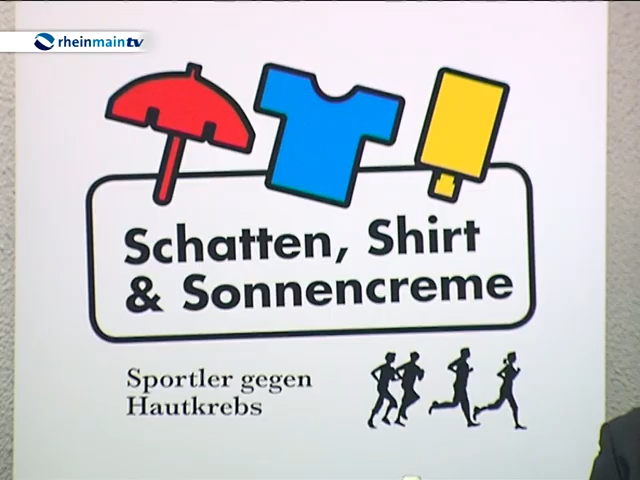 rheinmaintv
Schatten, Shirt
& Sonnencreme
Sportler gegen
Hautkrebs